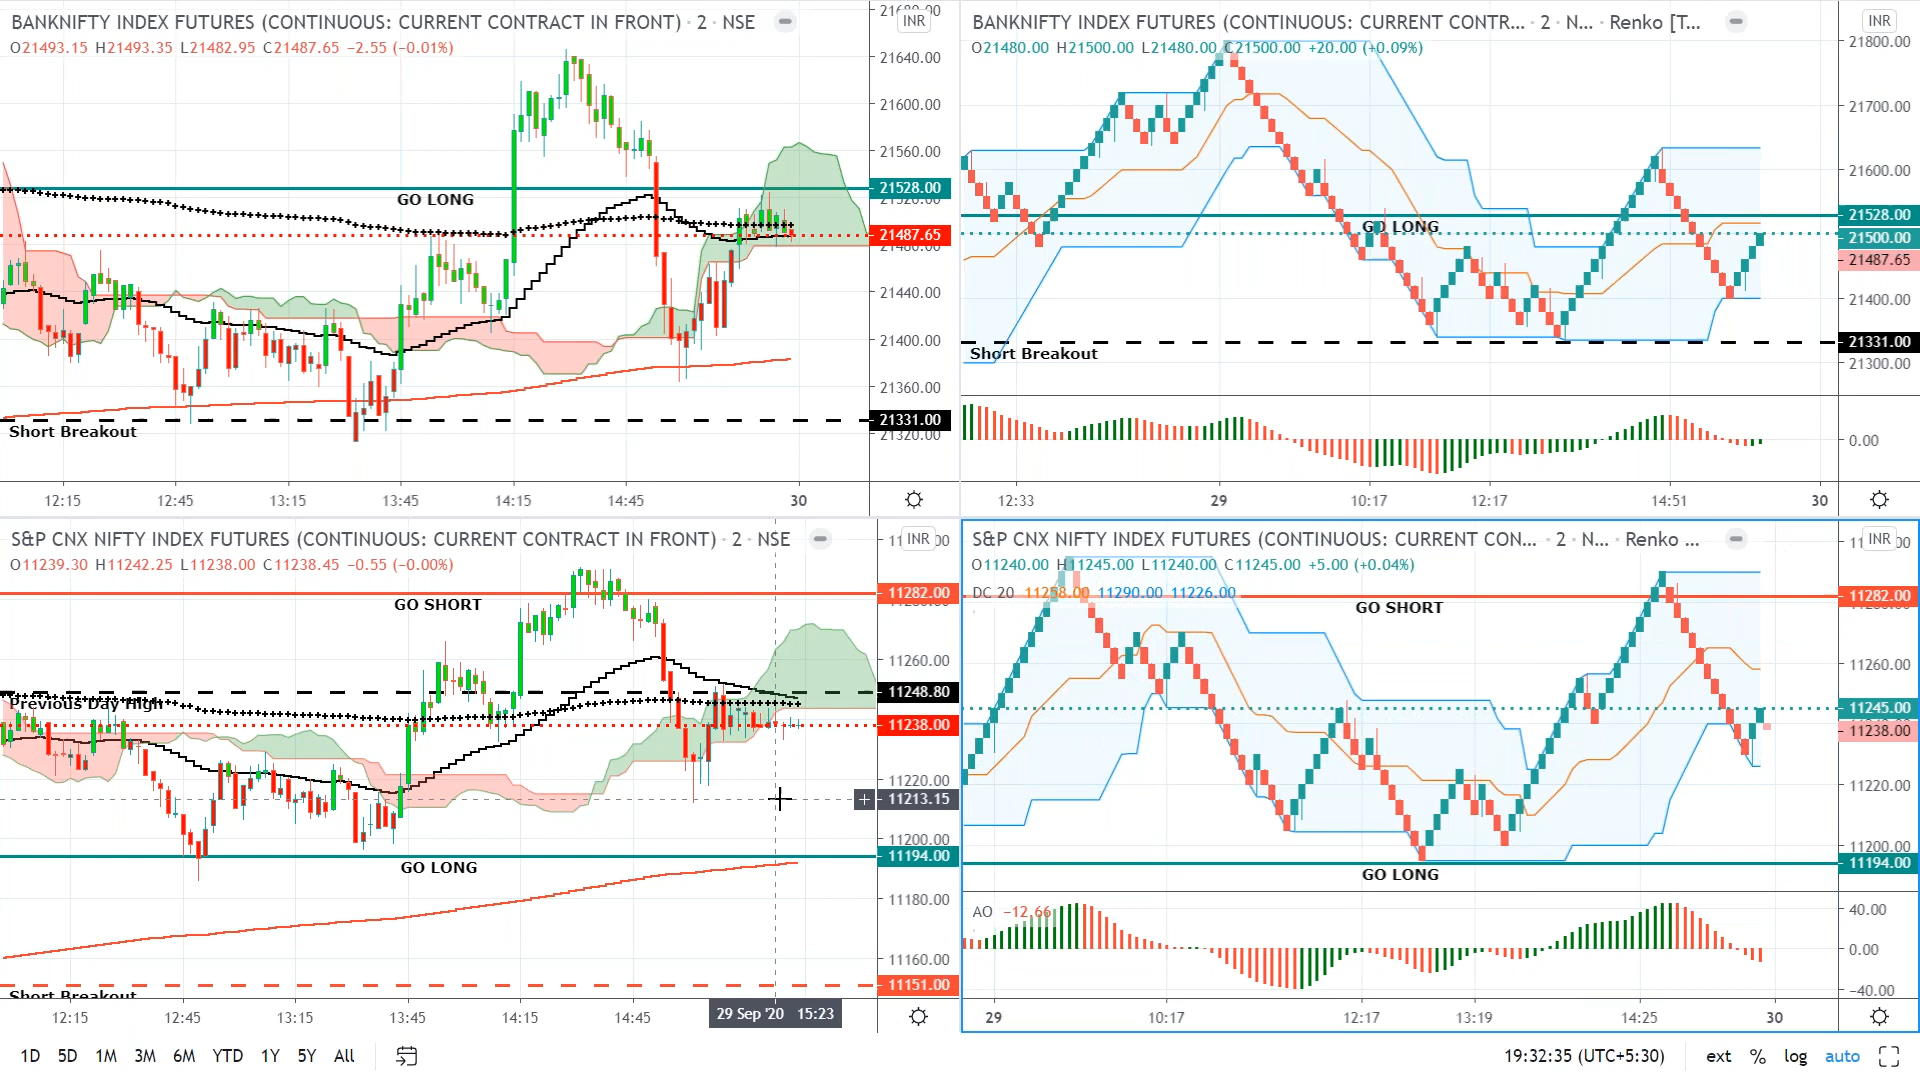 BANKNIFTY INDEX FUTURES (CONTINUOUS: CURRENT CONTRACT IN FRONT) · 2 · NSE
O21493.15 H21493.35 L21482.95 C21487.65 −2.55 (−0.01%)
INR
21640.00
21600.00
21560.00
21528.00
GO LONG
21487.65
21440.00
21400.00
21360.00
21331.00
Short Breakout
21320.00
12:15 12:45 13:15 13:45 14:15 14:45 30
BANKNIFTY INDEX FUTURES (CONTINUOUS: CURRENT CONTR... · 2 · N... · Renko [T...
O21480.00 H21500.00 L21480.00 C21500.00 +20.00 (+0.09%)
INR
21800.00
21700.00
21600.00
21528.00
GO LONG
21500.00
21487.65
21400.00
21331.00
Short Breakout
21300.00
0.00
12:33 29 10:17 12:17 14:51 30
S&P CNX NIFTY INDEX FUTURES (CONTINUOUS: CURRENT CONTRACT IN FRONT) · 2 · NSE
O11239.30 H11242.25 L11238.00 C11238.45 −0.55 (−0.00%)
INR
11282.00
GO SHORT
11260.00
11248.80
Previous Day High
11238.00
11220.00
11213.15
11200.00
11194.00
GO LONG
11180.00
11160.00
11151.00
Short Breakout
12:15 12:45 13:15 13:45 14:15 14:45 29 Sep '20 15:23
S&P CNX NIFTY INDEX FUTURES (CONTINUOUS: CURRENT CON... · 2 · N... · Renko ...
O11240.00 H11245.00 L11240.00 C11245.00 +5.00 (+0.04%)
INR
DC 20 11258.00 11290.00 11226.00
11282.00
GO SHORT
11260.00
11245.00
11238.00
11220.00
11200.00
11194.00
GO LONG
AO −12.66
40.00
0.00
−40.00
29 10:17 12:17 13:19 14:25 30
1D 5D 1M 3M 6M YTD 1Y 5Y All
19:32:35 (UTC+5:30) ext % log auto